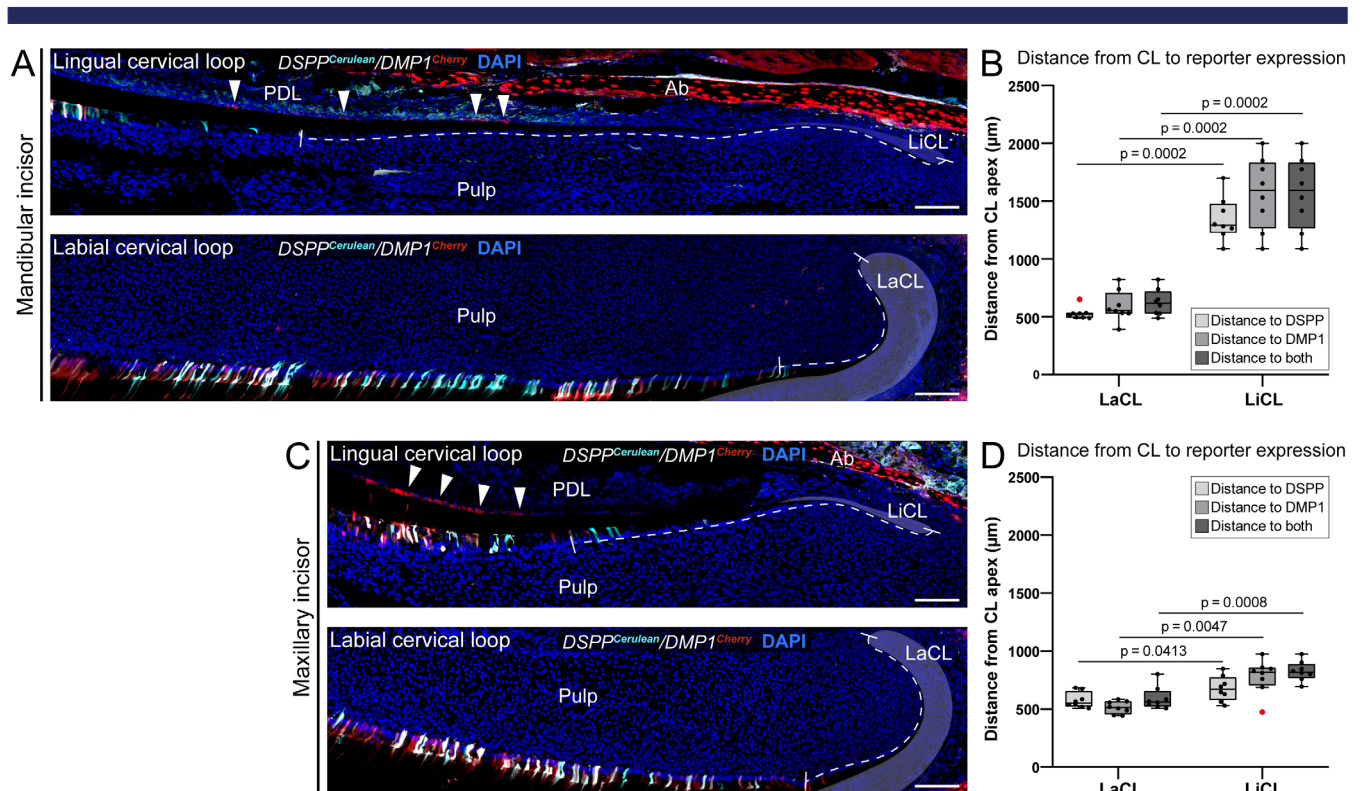 A
Mandibular incisor
Lingual cervical loop DSPPCerulean/DMP1Cherry DAPI
PDL
Ab
LiCL
Pulp
Labial cervical loop DSPPCerulean/DMP1Cherry DAPI
LaCL
Pulp
B Distance from CL to reporter expression
Distance from CL apex (µm)
2500
2000
1500
1000
500
0
p = 0.0002
p = 0.0002
p = 0.0002
Distance to DSPP
Distance to DMP1
Distance to both
LaCL LiCL
C
Maxillary incisor
Lingual cervical loop DSPPCerulean/DMP1Cherry DAPI
Ab
PDL
LiCL
Pulp
Labial cervical loop DSPPCerulean/DMP1Cherry DAPI
LaCL
Pulp
D Distance from CL to reporter expression
Distance from CL apex (µm)
2500
2000
1500
1000
500
0
Distance to DSPP
Distance to DMP1
Distance to both
p = 0.0008
p = 0.0047
p = 0.0413
LaCL LiCL